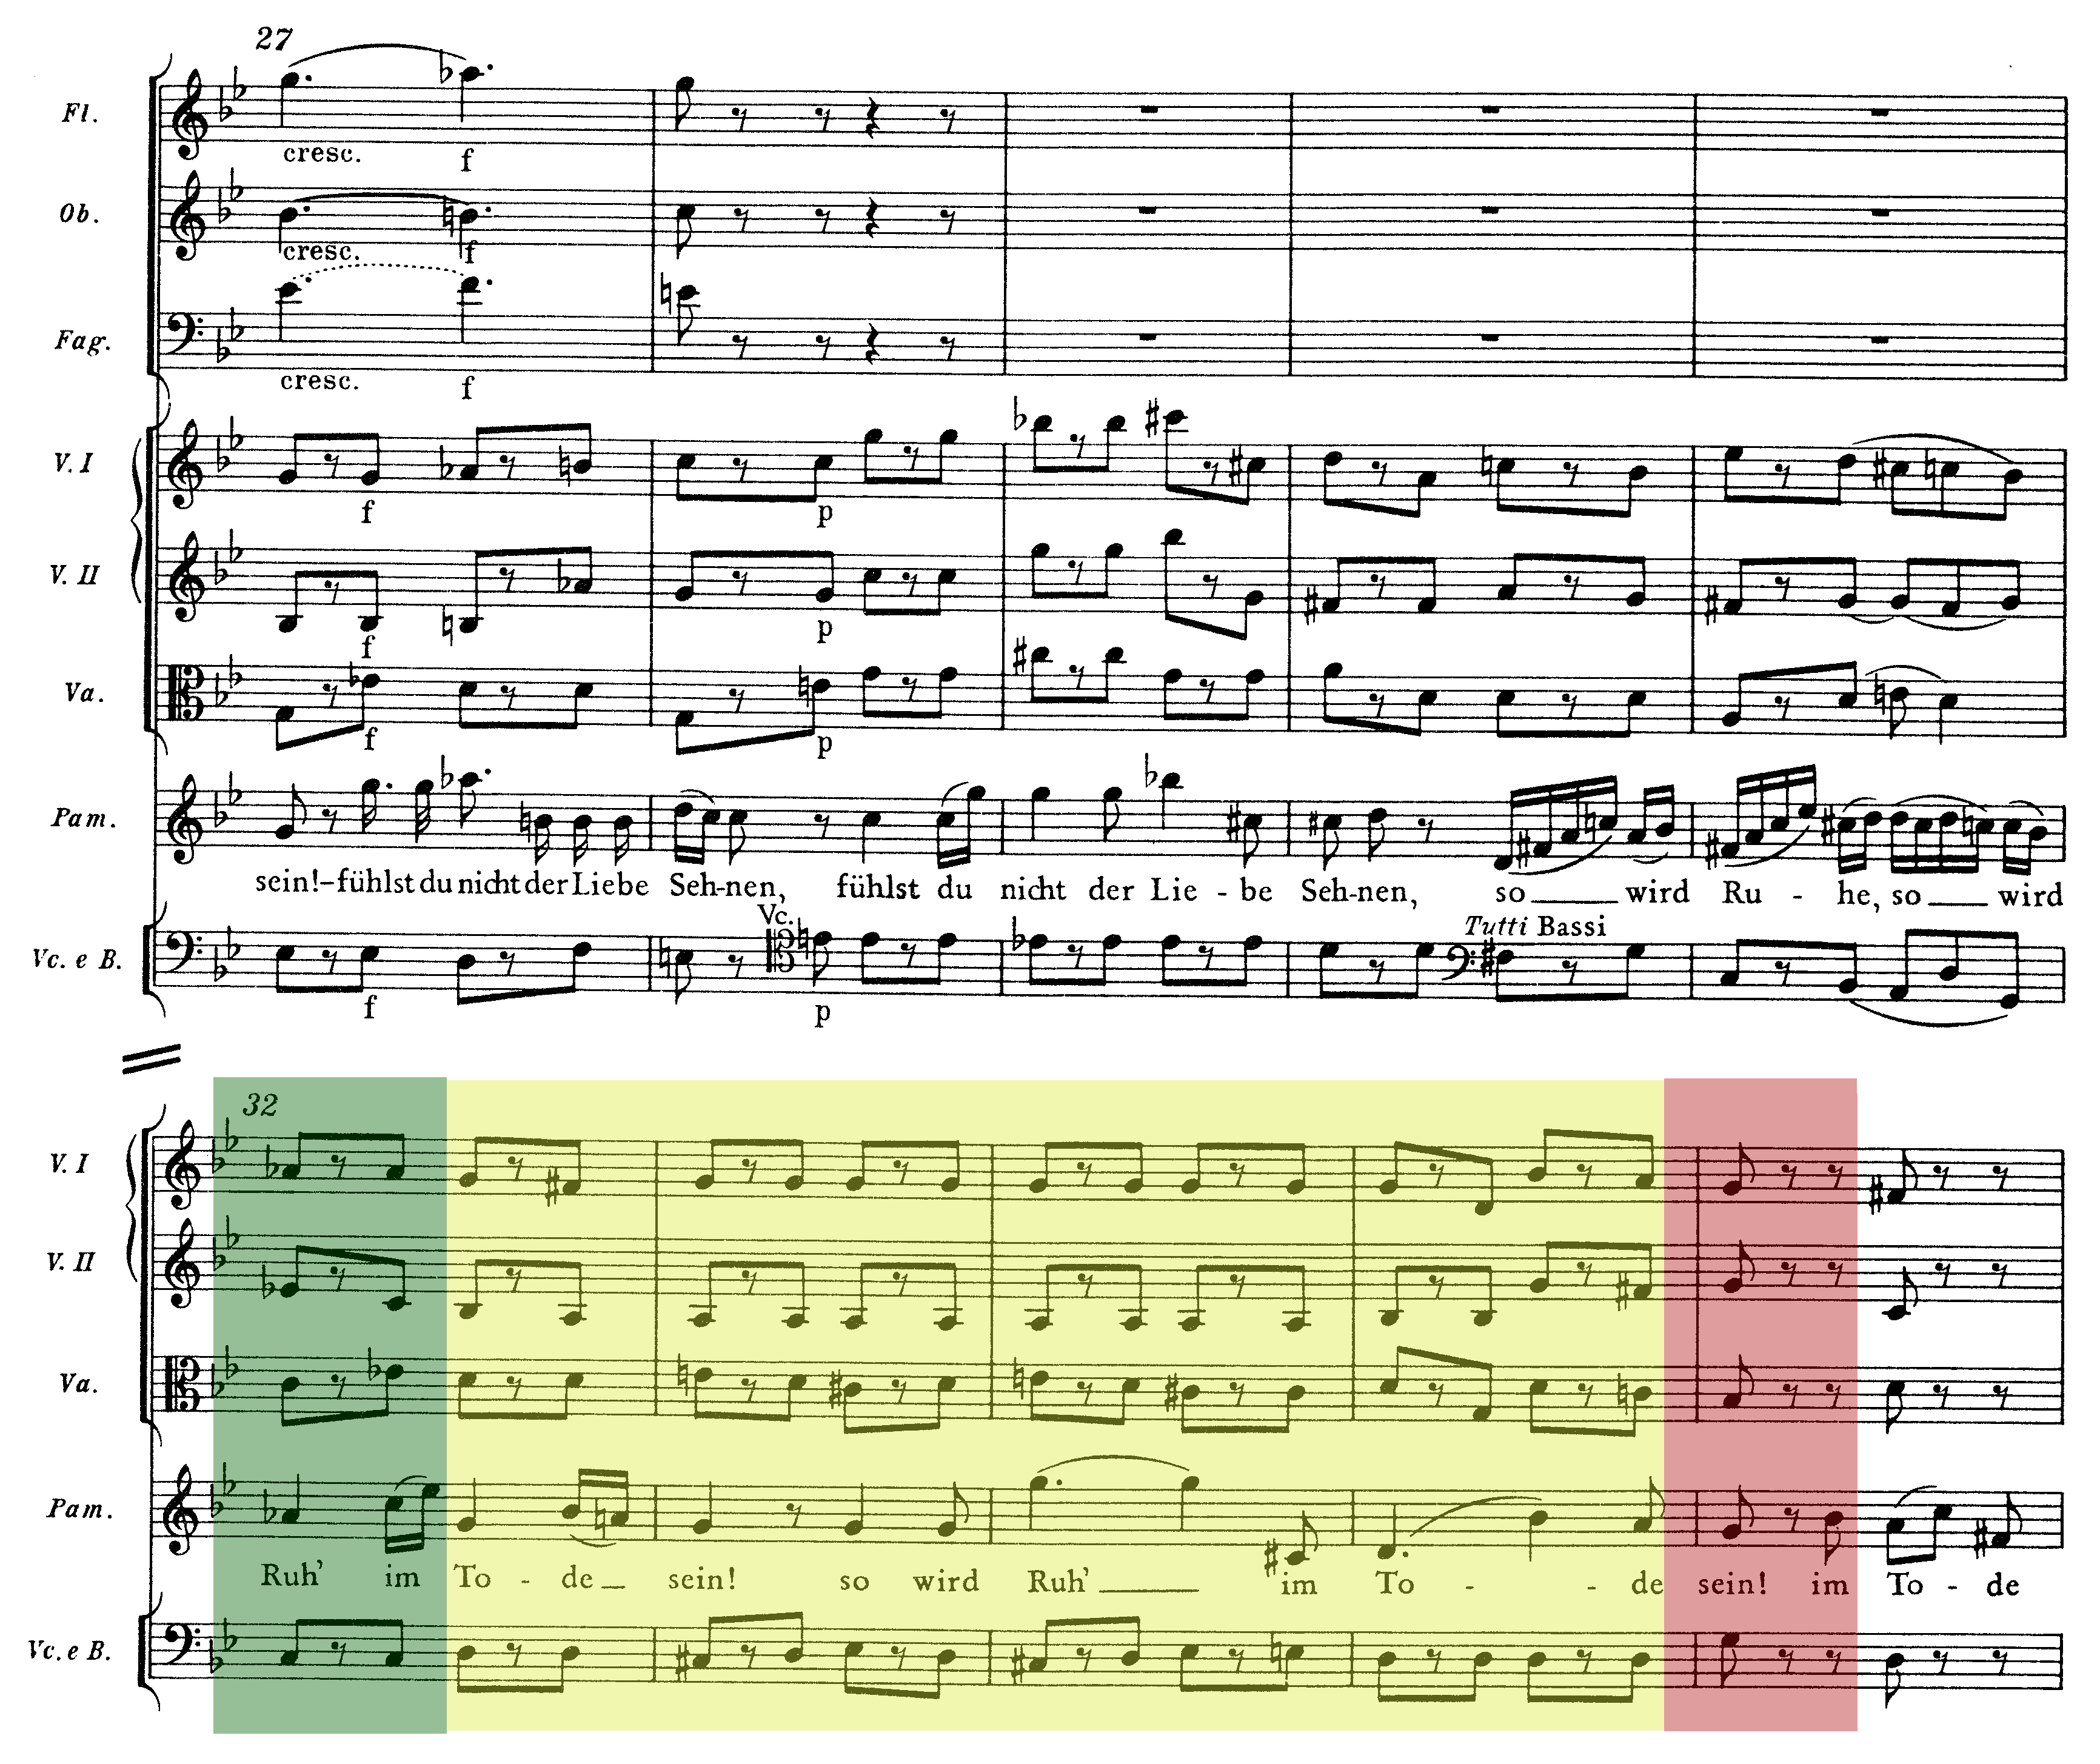 27
Fl.
cresc. f
Ob.
cresc. f
Fag.
cresc. f
V. I
f p
V. II
f p
Va.
f p
Pam.
sein!-fühlst du nicht der Liebe Seh-nen, fühlst du nicht der Lie - be Seh-nen, so wird Ru - he, so wird
Vc. Tutti Bassi
Vc. e B.
f p
32
V. I
V. II
Va.
Pam.
Ruh' im To - de sein! so wird Ruh' im To - - de sein! im To - de
Vc. e B.